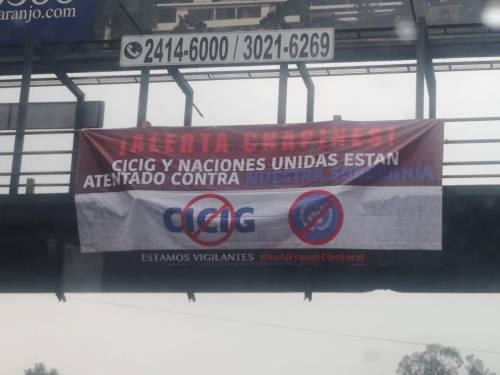 aranjo.com
2414-6000 / 3021-6269
¡ALERTA CHAPINES!
CICIG Y NACIONES UNIDAS ESTAN
ATENTADO CONTRA NUESTRA SOBERANÍA
CICIG
ESTAMOS VIGILANTES #NoAlFraudeElectoral